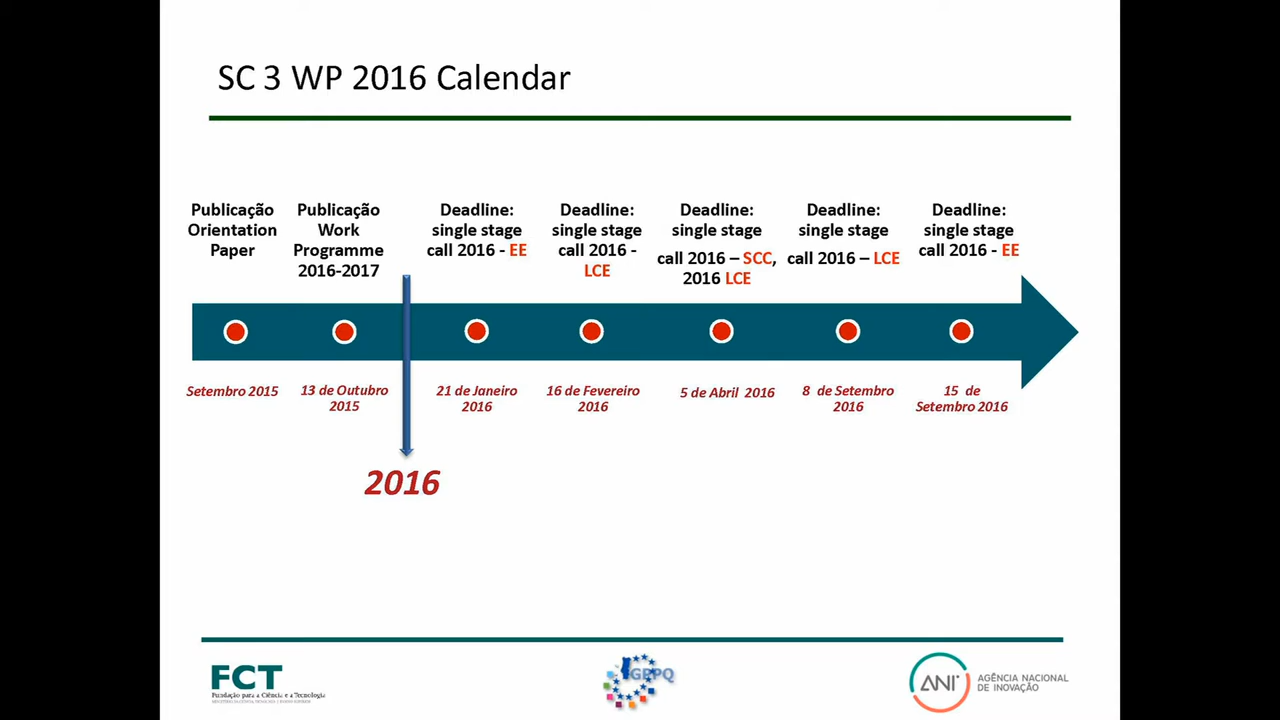 SC 3 WP 2016 Calendar
Publicação
Orientation
Paper
Publicação
Work
Programme
2016-2017
Deadline:
single stage
call 2016 - EE
Deadline:
single stage
call 2016 -
LCE
Deadline:
single stage
call 2016 – SCC,
2016 LCE
Deadline:
single stage
call 2016 – LCE
Deadline:
single stage
call 2016 - EE
Setembro 2015
13 de Outubro
2015
21 de Janeiro
2016
16 de Fevereiro
2016
5 de Abril 2016
8 de Setembro
2016
15 de
Setembro 2016
2016
FCT
Fundação para a Ciência e a Tecnologia
GPPQ
ANI
AGÊNCIA NACIONAL
DE INOVAÇÃO